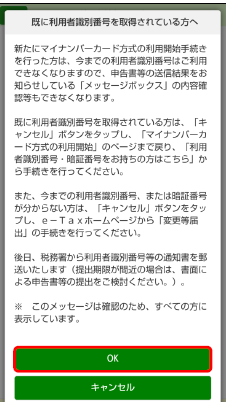 既に利用者識別番号を取得されている方へ
新たにマイナンバーカード方式の利用開始手続き
を行った方は、今までの利用者識別番号はご利用
できなくなりますので、申告書等の送信結果をお
知らせしている「メッセージボックス」の内容確
認等もできなくなります。
既に利用者識別番号を取得されている方は、「キ
ャンセル」ボタンをタップし、「マイナンバーカ
ード方式の利用開始」のページまで戻り、「利用
者識別番号・暗証番号をお持ちの方はこちら」か
ら手続きを行ってください。
また、今までの利用者識別番号、または暗証番号
が分からない方は、「キャンセル」ボタンをタッ
プし、e－Taxホームページから「変更等届
出」の手続きを行ってください。
後日、税務署から利用者識別番号等の通知書を郵
送いたします（提出期限が間近の場合は、書面に
よる申告書等の提出をご検討ください。）。
※　このメッセージは確認のため、すべての方に
表示しています。
OK
キャンセル